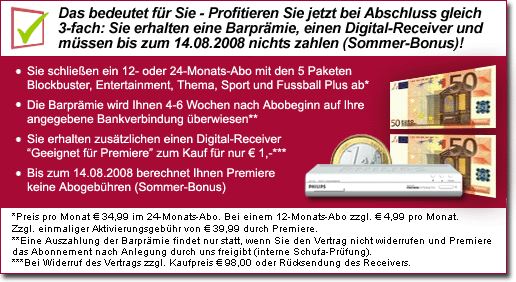 Das bedeutet für Sie - Profitieren Sie jetzt bei Abschluss gleich
3-fach: Sie erhalten eine Barprämie, einen Digital-Receiver und
müssen bis zum 14.08.2008 nichts zahlen (Sommer-Bonus)!
Sie schließen ein 12- oder 24-Monats-Abo mit den 5 Paketen
Blockbuster, Entertainment, Thema, Sport und Fussball Plus ab*
Die Barprämie wird Ihnen 4-6 Wochen nach Abobeginn auf Ihre
angegebene Bankverbindung überwiesen**
Sie erhalten zusätzlichen einen Digital-Receiver
“Geeignet für Premiere” zum Kauf für nur € 1,-***
Bis zum 14.08.2008 berechnet Ihnen Premiere
keine Abogebühren (Sommer-Bonus)
50
50 EURO
50
1
PHILIPS
*Preis pro Monat € 34,99 im 24-Monats-Abo. Bei einem 12-Monats-Abo zzgl. € 4,99 pro Monat.
Zzgl. einmaliger Aktivierungsgebühr von € 39,99 durch Premiere.
**Eine Auszahlung der Barprämie findet nur statt, wenn Sie den Vertrag nicht widerrufen und Premiere
das Abonnement nach Anlegung durch uns freigibt (interne Schufa-Prüfung).
***Bei Widerruf des Vertrags zzgl. Kaufpreis € 98,00 oder Rücksendung des Receivers.